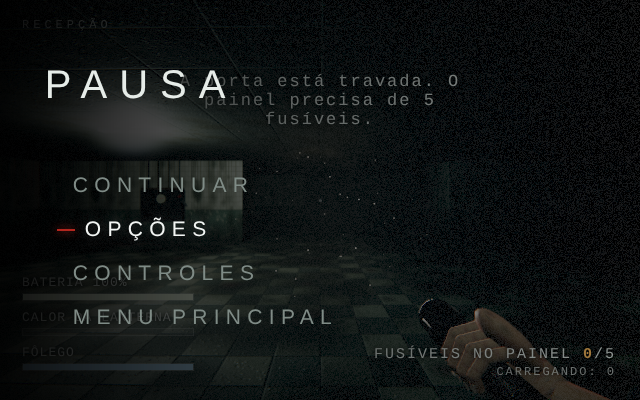 RECEPÇÃO
PAUSA
A porta está travada. O
painel precisa de 5
fusíveis.
CONTINUAR
OPÇÕES
CONTROLES
BATERIA 100%
MENU PRINCIPAL
CALOR
FÔLEGO
FUSÍVEIS NO PAINEL 0/5
CARREGANDO: 0